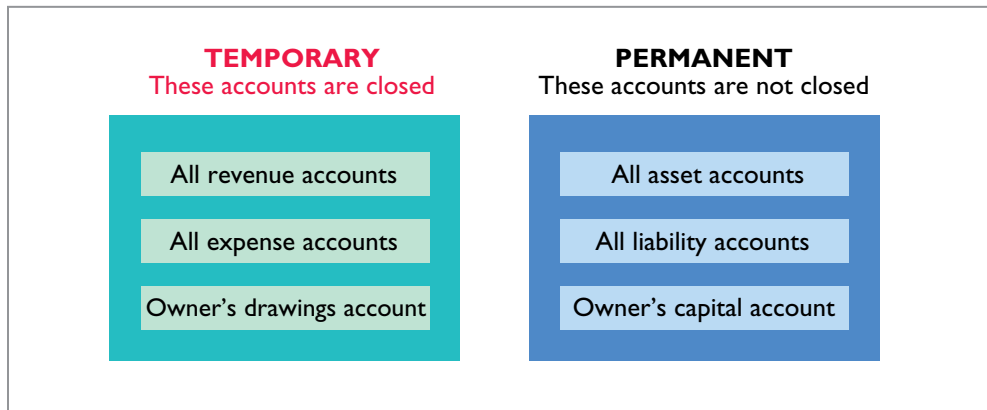 TEMPORARY
These accounts are closed
All revenue accounts
All expense accounts
Owner’s drawings account
PERMANENT
These accounts are not closed
All asset accounts
All liability accounts
Owner’s capital account